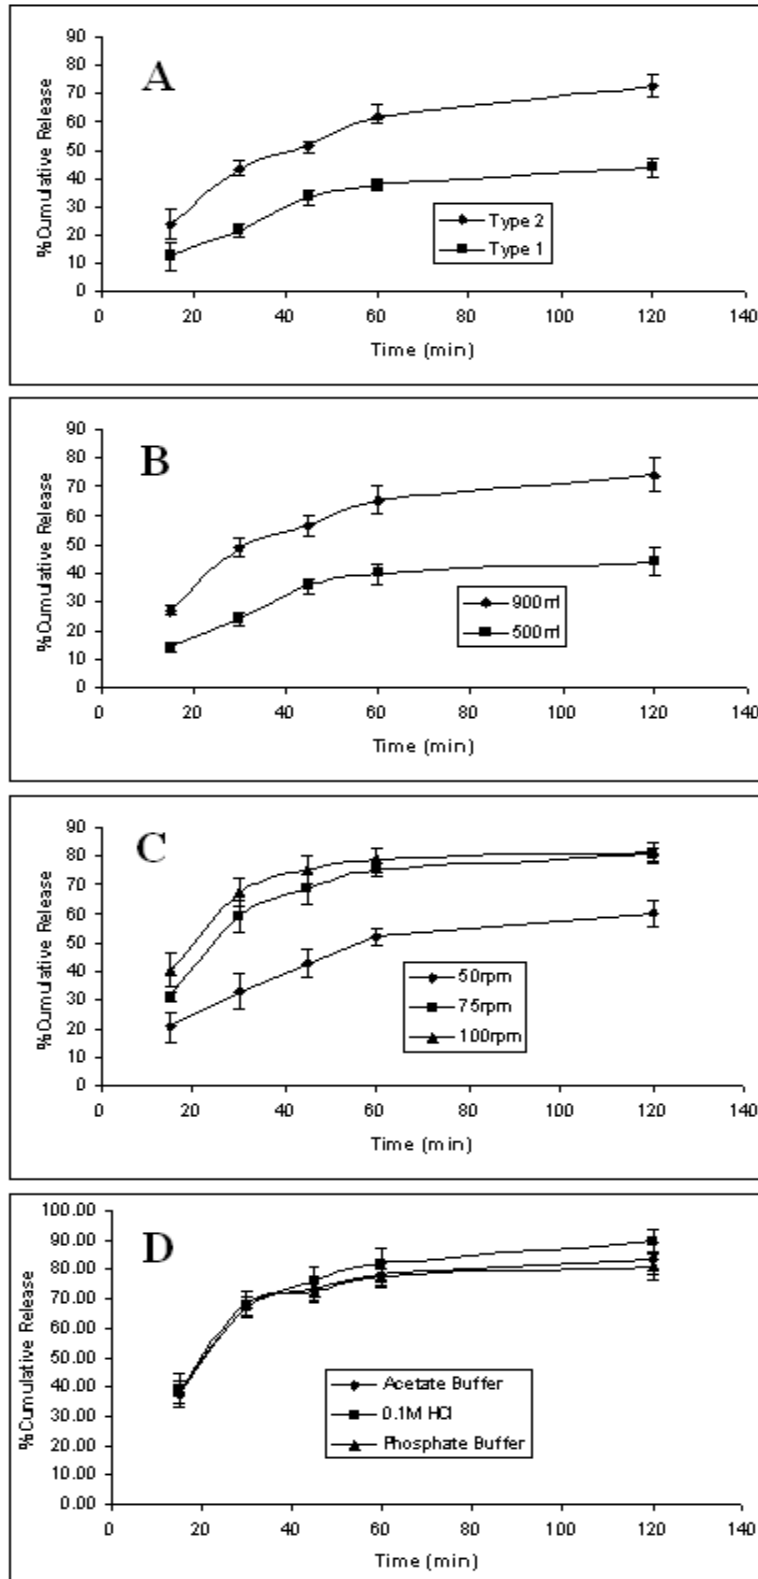 A
90
80
70
60
50
40
30
20
10
0
%Cumulative Release
Type 2
Type 1
0 20 40 60 80 100 120 140
Time (min)
B
90
80
70
60
50
40
30
20
10
0
%Cumulative Release
900ml
500ml
0 20 40 60 80 100 120 140
Time (min)
C
90
80
70
60
50
40
30
20
10
0
%Cumulative Release
50rpm
75rpm
100rpm
0 20 40 60 80 100 120 140
Time (min)
D
100.00
90.00
80.00
70.00
60.00
50.00
40.00
30.00
20.00
10.00
0.00
%Cumulative Release
Acetate Buffer
0.1M HCl
Phosphate Buffer
0 20 40 60 80 100 120 140
Time (min)